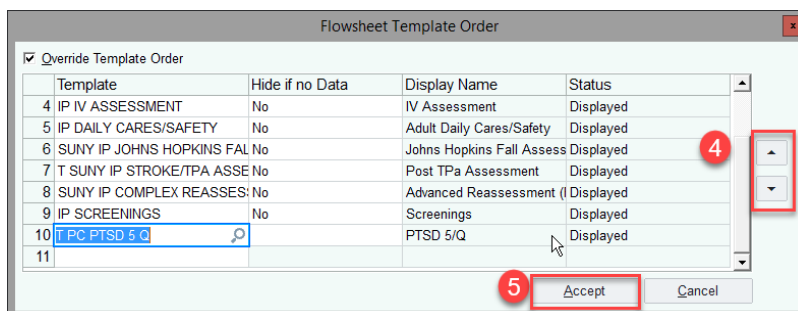 Flowsheet Template Order x
Override Template Order
Template Hide if no Data Display Name Status
4 IP IV ASSESSMENT No IV Assessment Displayed
5 IP DAILY CARES/SAFETY No Adult Daily Cares/Safety Displayed
6 SUNY IP JOHNS HOPKINS FAL No Johns Hopkins Fall Assess Displayed 4
7 T SUNY IP STROKE/TPA ASSE No Post TPa Assessment Displayed
8 SUNY IP COMPLEX REASSES No Advanced Reassessment ( Displayed
9 IP SCREENINGS No Screenings Displayed
10 T PC PTSD 5 Q PTSD 5/Q Displayed
11
5 Accept Cancel